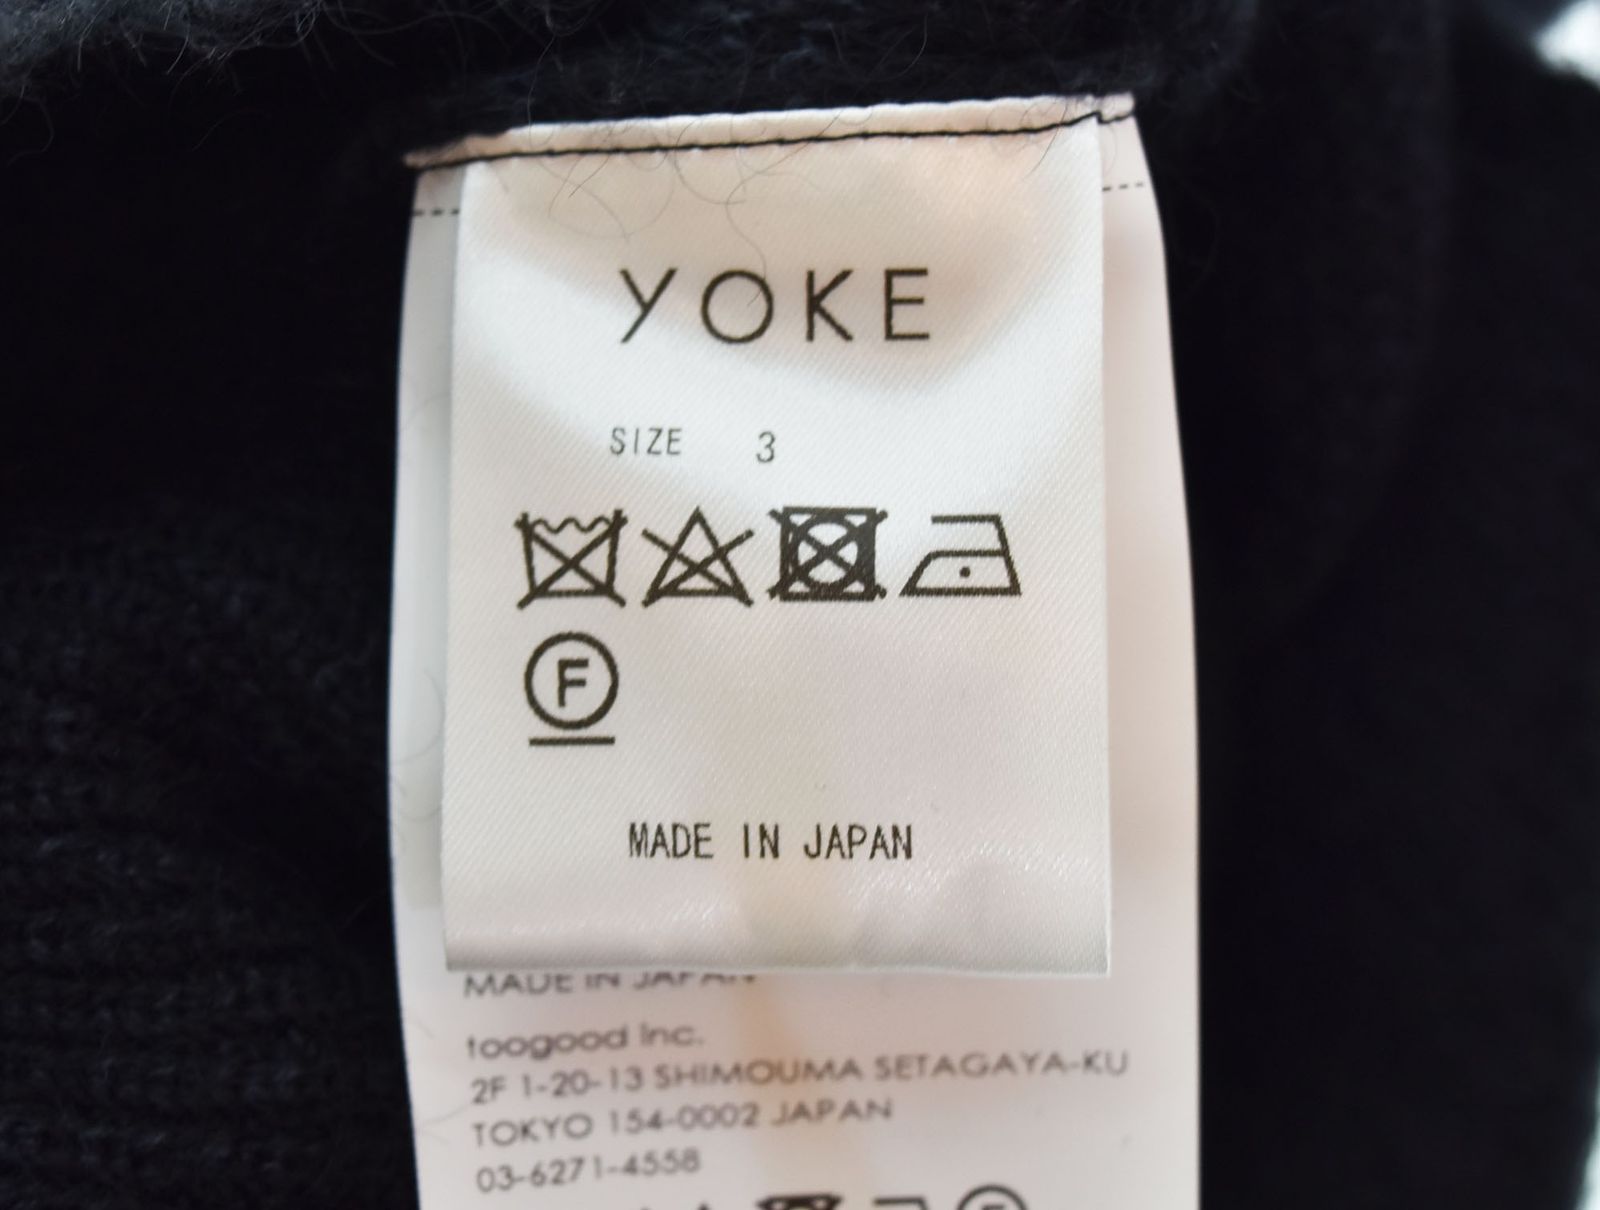 YOKE
SIZE 3
F
MADE IN JAPAN
MADE IN JAPAN
toogood Inc.
2F 1-20-13 SHIMOUMA SETAGAYA-KU
TOKYO 154-0002 JAPAN
03-6271-4558